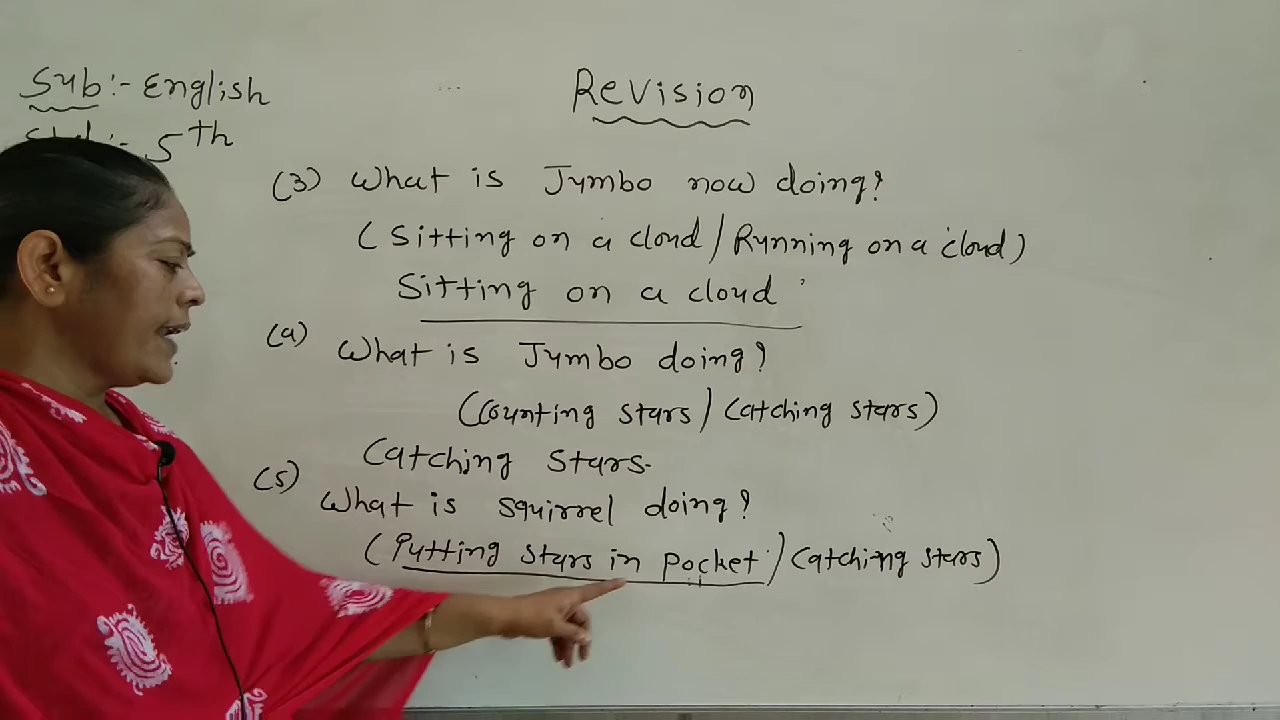 Sub:- English
Revision
Std:- 5th
(3) What is Jumbo now doing?
(Sitting on a cloud / Running on a cloud)
Sitting on a cloud
(4) What is Jumbo doing?
(Counting stars / Catching stars)
Catching stars.
(5) What is squirrel doing?
(Putting stars in pocket / Catching stars)